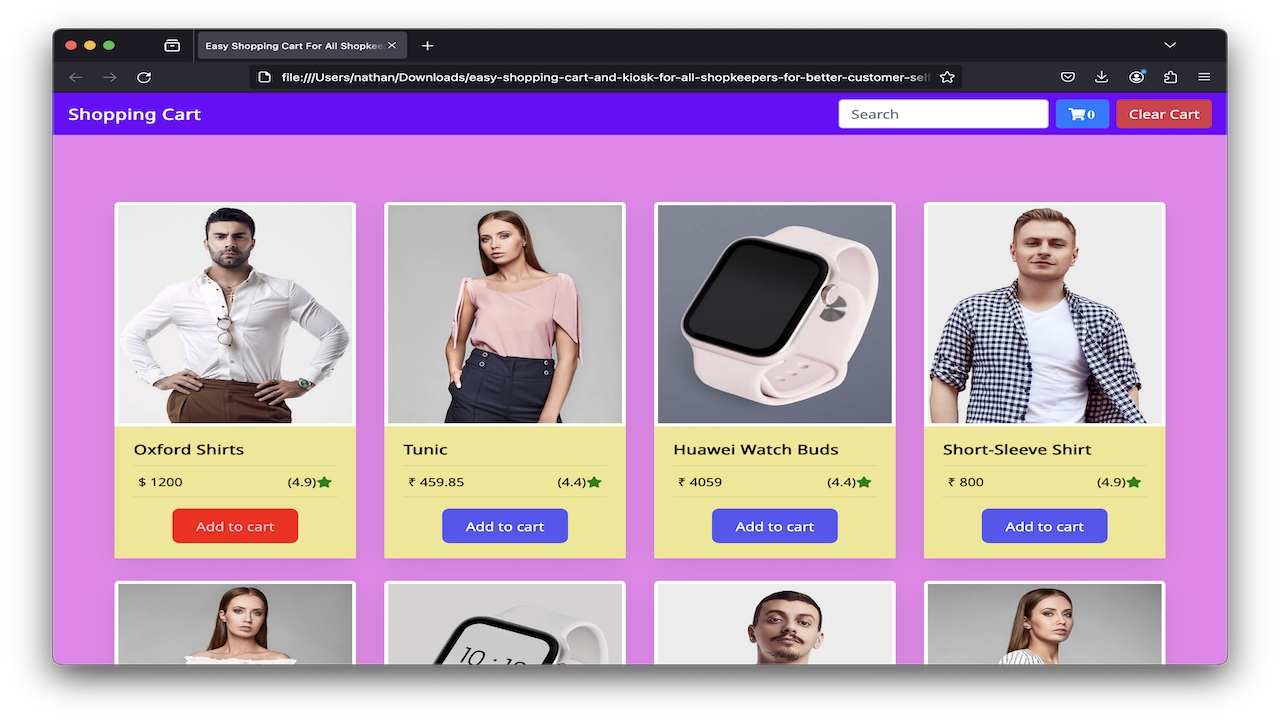 Easy Shopping Cart For All Shopkee
file:///Users/nathan/Downloads/easy-shopping-cart-and-kiosk-for-all-shopkeepers-for-better-customer-self
Shopping Cart
Search
0
Clear Cart
Oxford Shirts
$ 1200
(4.9)
Add to cart
Tunic
₹ 459.85
(4.4)
Add to cart
Huawei Watch Buds
₹ 4059
(4.4)
Add to cart
Short-Sleeve Shirt
₹ 800
(4.9)
Add to cart